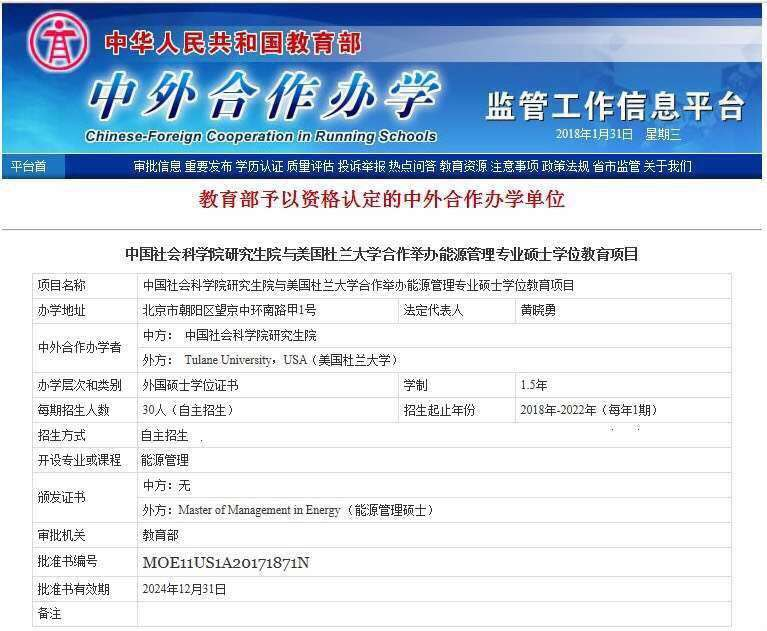 中华人民共和国教育部
中外合作办学
Chinese-Foreign Cooperation in Running Schools
监管工作信息平台
2018年1月31日 星期三
平台首 审批信息 重要发布 学历认证 质量评估 投诉举报 热点问答 教育资源 注意事项 政策法规 省市监管 关于我们
教育部予以资格认定的中外合作办学单位
中国社会科学院研究生院与美国杜兰大学合作举办能源管理专业硕士学位教育项目
项目名称 中国社会科学院研究生院与美国杜兰大学合作举办能源管理专业硕士学位教育项目
办学地址 北京市朝阳区望京中环南路甲1号 法定代表人 黄晓勇
中外合作办学者 中方： 中国社会科学院研究生院
外方： Tulane University，USA（美国杜兰大学）
办学层次和类别 外国硕士学位证书 学制 1.5年
每期招生人数 30人（自主招生） 招生起止年份 2018年-2022年（每年1期）
招生方式 自主招生
开设专业或课程 能源管理
颁发证书 中方：无
外方：Master of Management in Energy（能源管理硕士）
审批机关 教育部
批准书编号 MOE11US1A20171871N
批准书有效期 2024年12月31日
备注